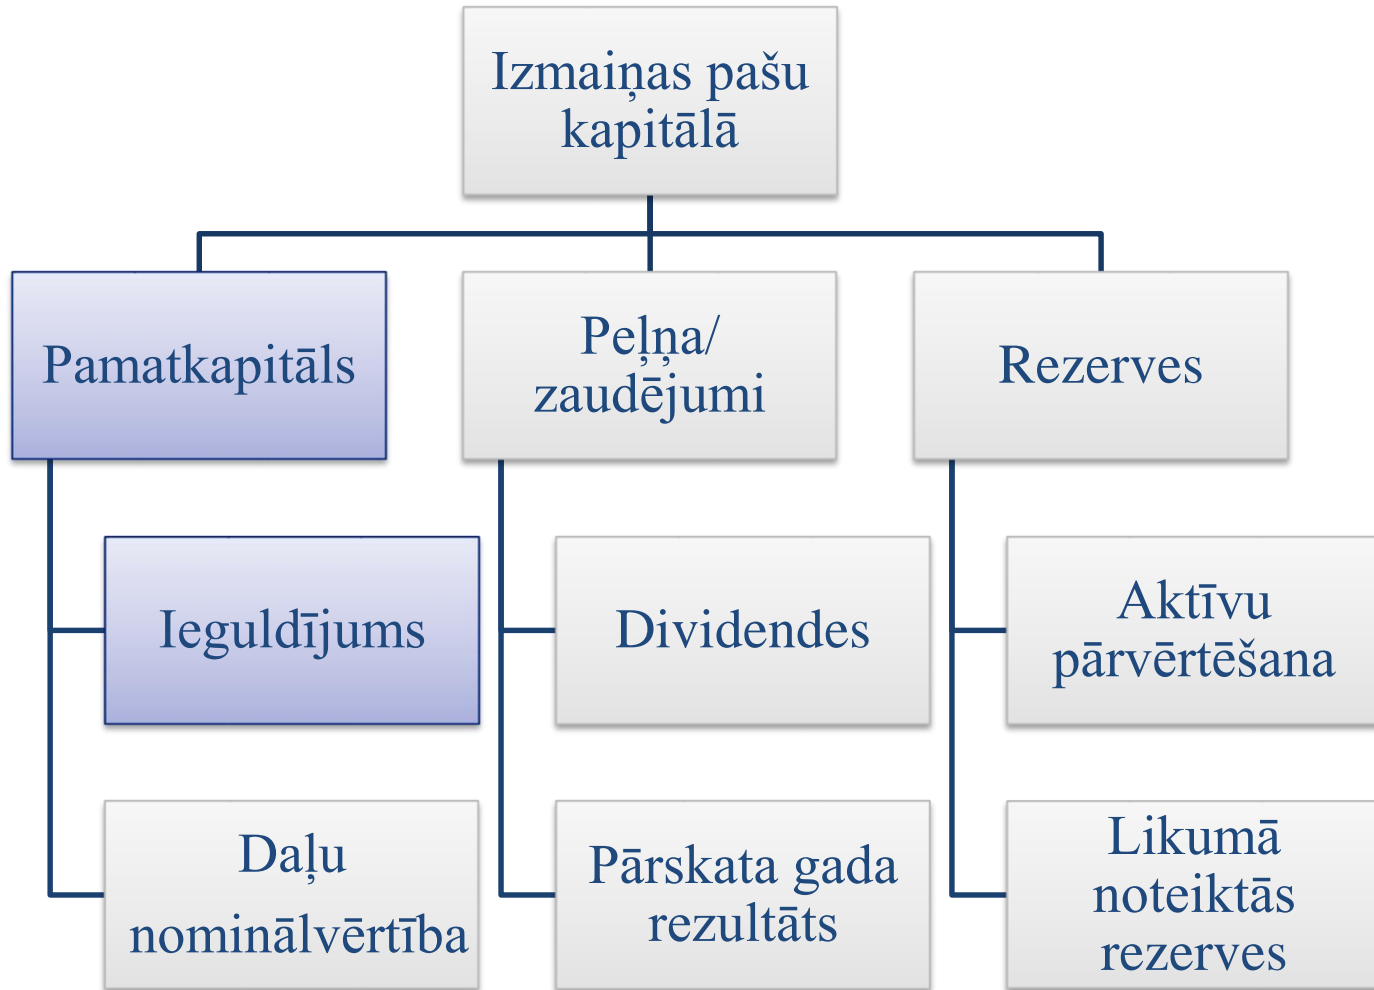 Izmaiņas pašu
kapitālā
Pamatkapitāls
Peļņa/
zaudējumi
Rezerves
Ieguldījums
Dividendes
Aktīvu
pārvērtēšana
Daļu
nominālvērtība
Pārskata gada
rezultāts
Likumā
noteiktās
rezerves